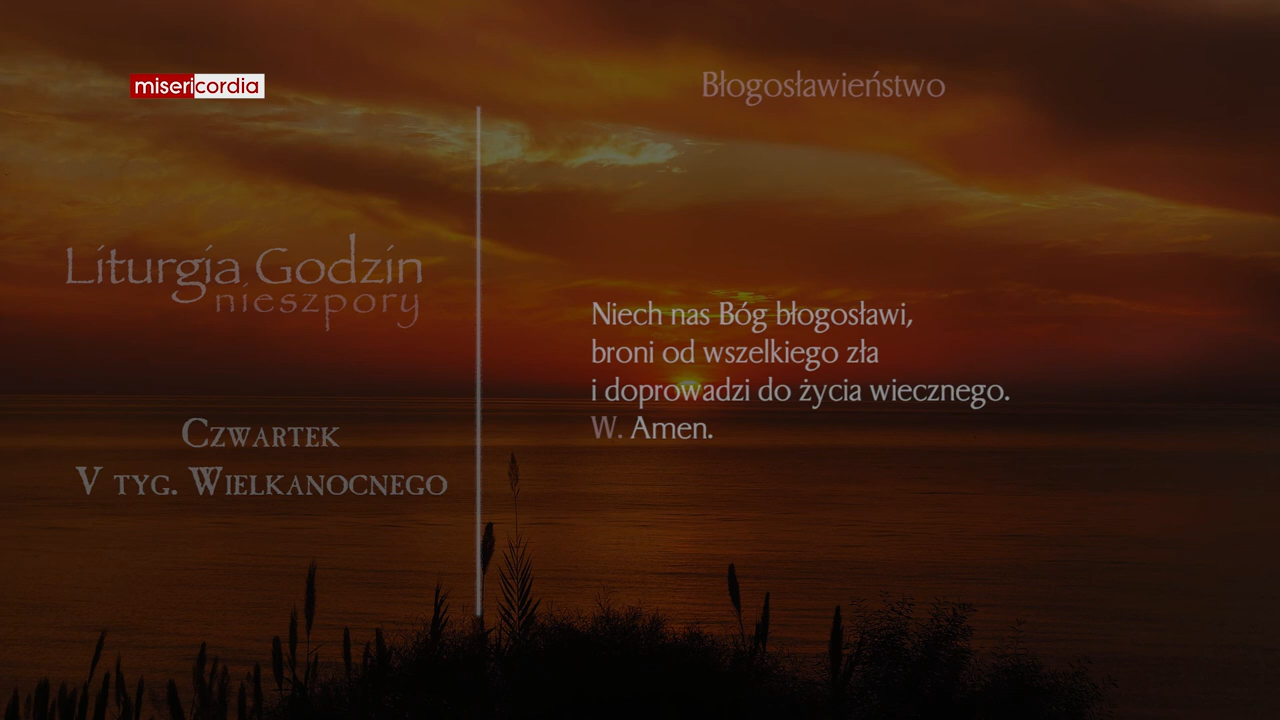 misericordia
Błogosławieństwo
Liturgia Godzin
nieszpory
Niech nas Bóg błogosławi,
broni od wszelkiego zła
i doprowadzi do życia wiecznego.
W. Amen.
Czwartek
V tyg. Wielkanocnego